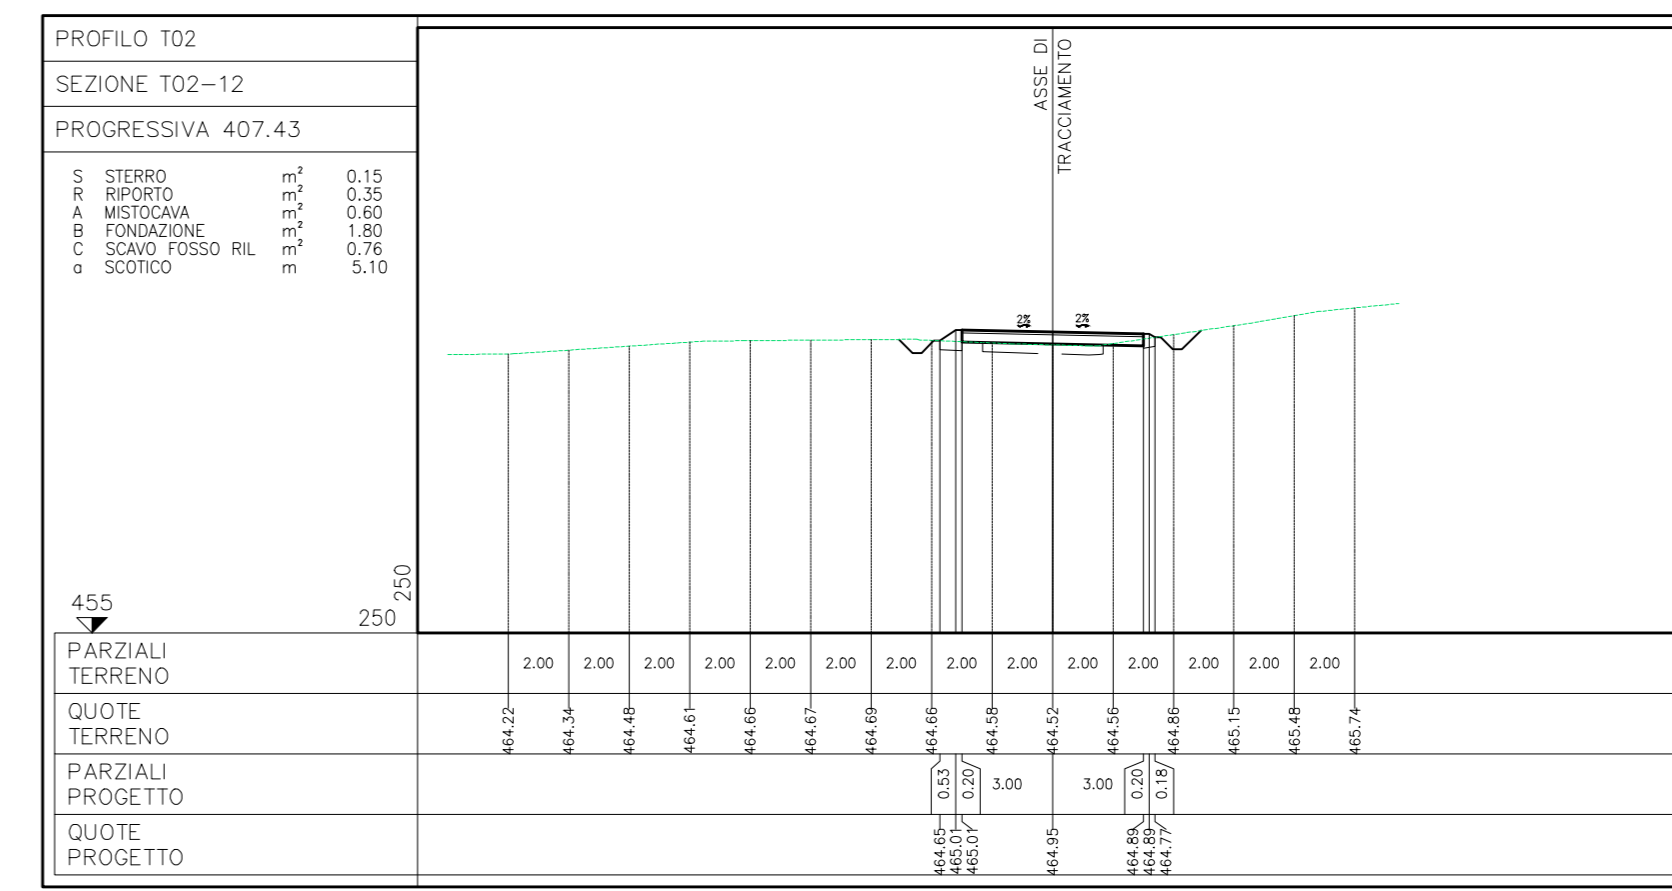 PROFILO T02
SEZIONE T02-12
PROGRESSIVA 407.43
S STERRO m² 0.15
R RIPORTO m² 0.35
A MISTOCAVA m² 0.60
B FONDAZIONE m² 1.80
C SCAVO FOSSO RIL m² 0.76
a SCOTICO m 5.10
ASSE DI
TRACCIAMENTO
2% 2%
455
250
250
PARZIALI
TERRENO
2.00 2.00 2.00 2.00 2.00 2.00 2.00 2.00 2.00 2.00 2.00 2.00 2.00 2.00
QUOTE
TERRENO
464.22 464.34 464.48 464.61 464.66 464.67 464.69 464.66 464.58 464.52 464.56 464.86 465.15 465.48 465.74
PARZIALI
PROGETTO
0.53 0.20 3.00 3.00 0.20 0.18
QUOTE
PROGETTO
464.65 465.01 465.01 464.95 464.89 464.89 464.77